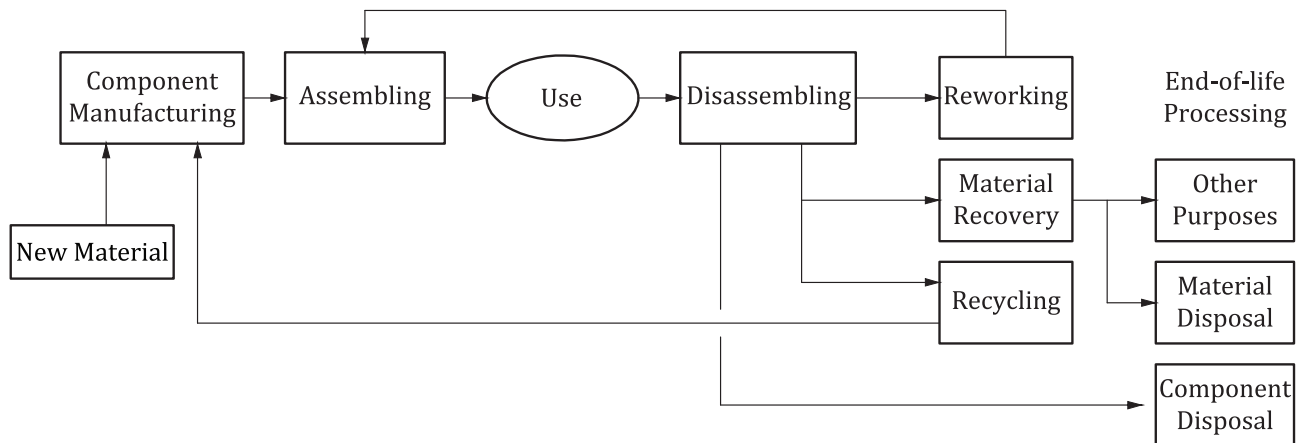 Component
Manufacturing
Assembling
Use
Disassembling
Reworking
End-of-life
Processing
New Material
Material
Recovery
Other
Purposes
Recycling
Material
Disposal
Component
Disposal